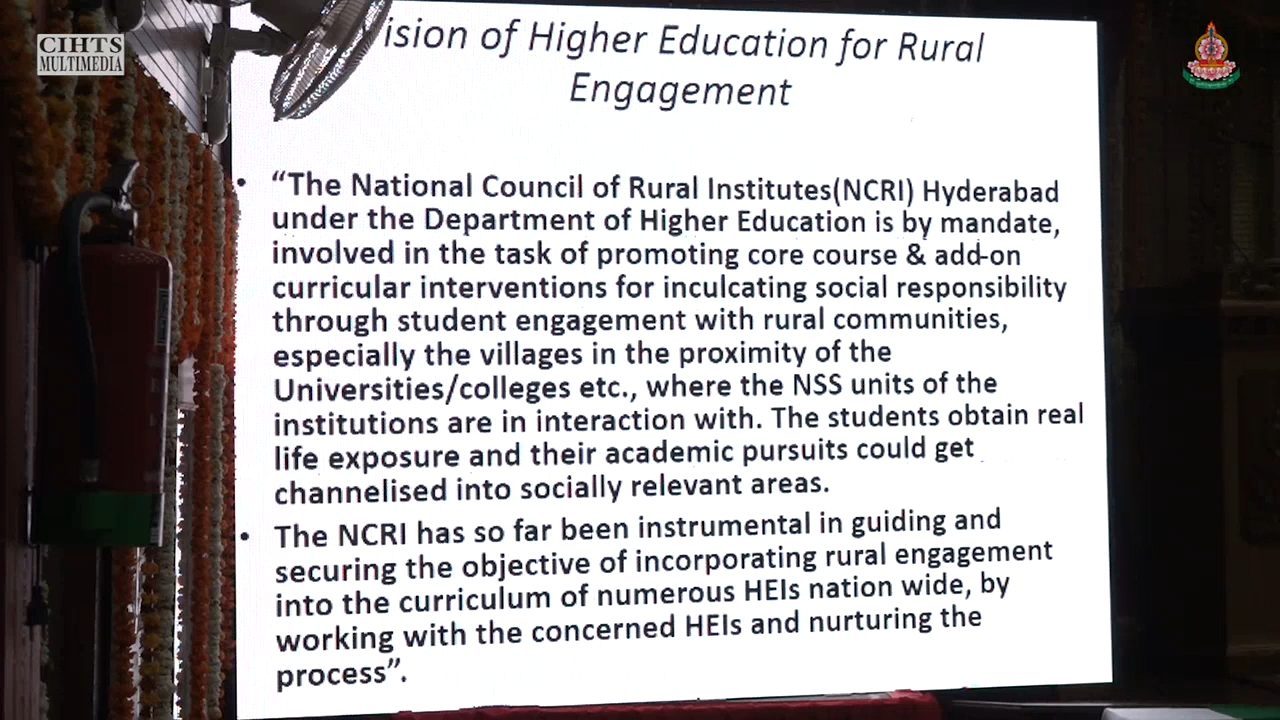 CIHTS
MULTIMEDIA
ision of Higher Education for Rural
Engagement
• “The National Council of Rural Institutes(NCRI) Hyderabad
under the Department of Higher Education is by mandate,
involved in the task of promoting core course & add-on
curricular interventions for inculcating social responsibility
through student engagement with rural communities,
especially the villages in the proximity of the
Universities/colleges etc., where the NSS units of the
institutions are in interaction with. The students obtain real
life exposure and their academic pursuits could get
channelised into socially relevant areas.
• The NCRI has so far been instrumental in guiding and
securing the objective of incorporating rural engagement
into the curriculum of numerous HEIs nation wide, by
working with the concerned HEIs and nurturing the
process”.